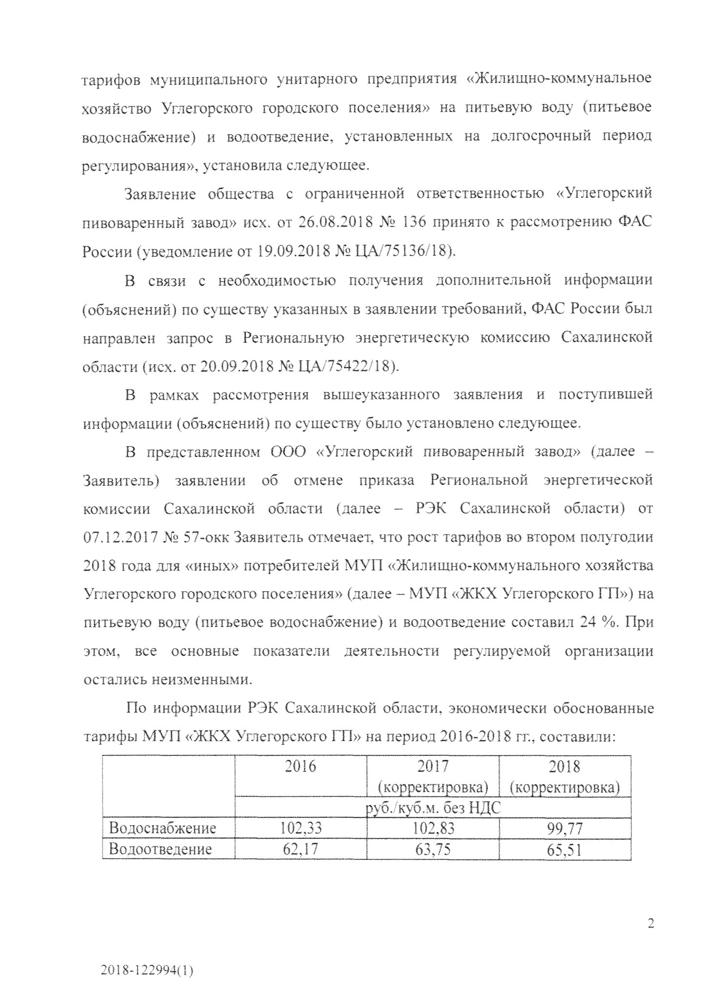 тарифов муниципального унитарного предприятия «Жилищно-коммунальное
хозяйство Углегорского городского поселения» на питьевую воду (питьевое
водоснабжение) и водоотведение, установленных на долгосрочный период
регулирования», установила следующее.
Заявление общества с ограниченной ответственностью «Углегорский
пивоваренный завод» исх. от 26.08.2018 № 136 принято к рассмотрению ФАС
России (уведомление от 19.09.2018 № ЦА/75136/18).
В связи с необходимостью получения дополнительной информации
(объяснений) по существу указанных в заявлении требований, ФАС России был
направлен запрос в Региональную энергетическую комиссию Сахалинской
области (исх. от 20.09.2018 № ЦА/75422/18).
В рамках рассмотрения вышеуказанного заявления и поступившей
информации (объяснений) по существу было установлено следующее.
В представленном ООО «Углегорский пивоваренный завод» (далее –
Заявитель) заявлении об отмене приказа Региональной энергетической
комиссии Сахалинской области (далее – РЭК Сахалинской области) от
07.12.2017 № 57-окк Заявитель отмечает, что рост тарифов во втором полугодии
2018 года для «иных» потребителей МУП «Жилищно-коммунального хозяйства
Углегорского городского поселения» (далее – МУП «ЖКХ Углегорского ГП») на
питьевую воду (питьевое водоснабжение) и водоотведение составил 24 %. При
этом, все основные показатели деятельности регулируемой организации
остались неизменными.
По информации РЭК Сахалинской области, экономически обоснованные
тарифы МУП «ЖКХ Углегорского ГП» на период 2016-2018 гг., составили:
2016 2017 2018
(корректировка) (корректировка)
руб./куб.м. без НДС
Водоснабжение 102,33 102,83 99,77
Водоотведение 62,17 63,75 65,51
2
2018-122994(1)